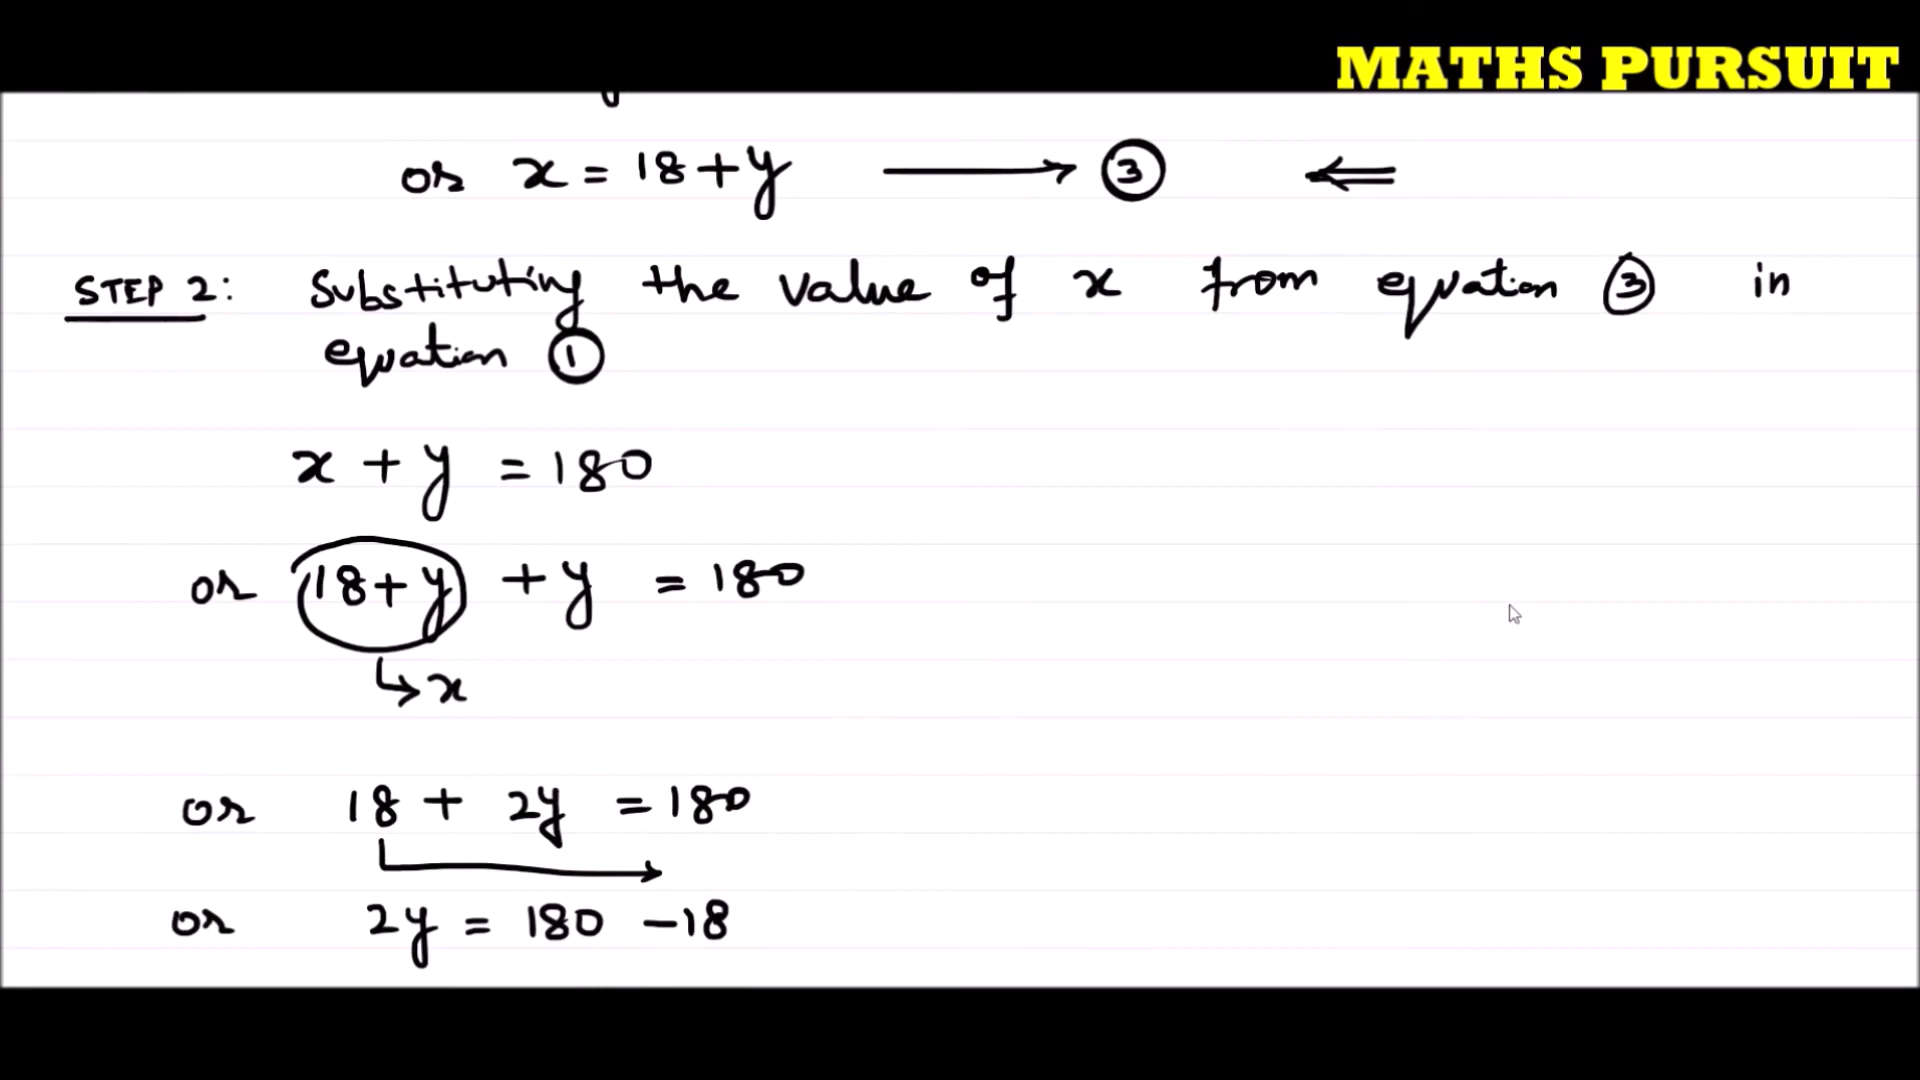 MATHS PURSUIT
or x = 18 + y ⟶ ③ ⇐
STEP 2: Substituting the value of x from equation ③ in
equation ①
x + y = 180
or (18 + y) + y = 180
↳ x
or 18 + 2y = 180
or 2y = 180 - 18